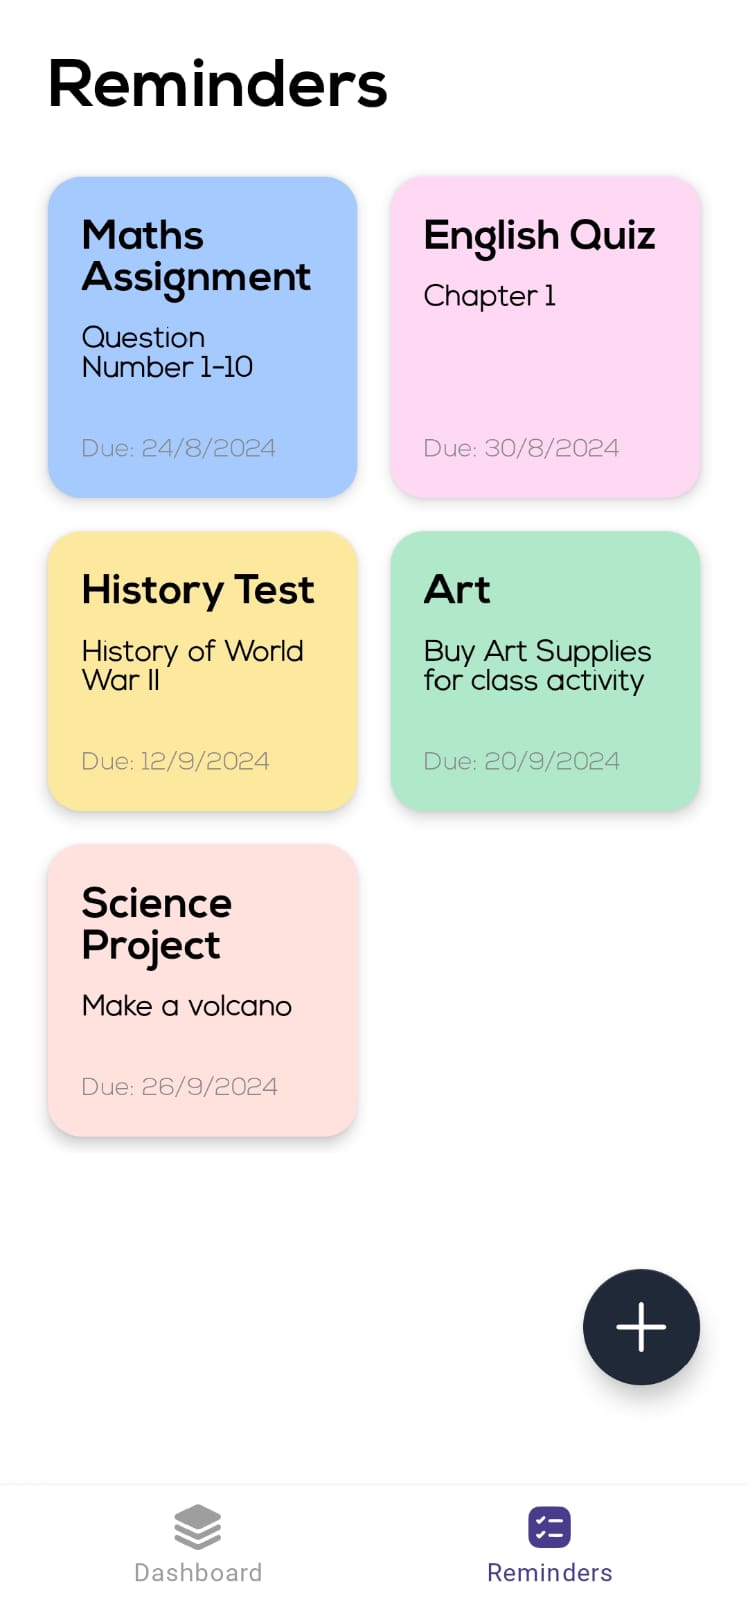 Reminders
Maths
Assignment
Question
Number 1-10
Due: 24/8/2024
English Quiz
Chapter 1
Due: 30/8/2024
History Test
History of World
War II
Due: 12/9/2024
Art
Buy Art Supplies
for class activity
Due: 20/9/2024
Science
Project
Make a volcano
Due: 26/9/2024
Dashboard
Reminders